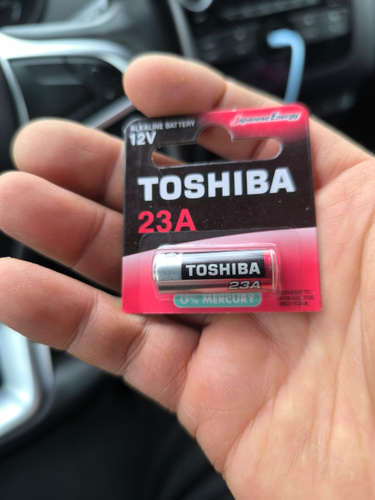 ALKALINE BATTERY
Japanese Energy
12V
TOSHIBA
23A
TOSHIBA
23A
0% MERCURY